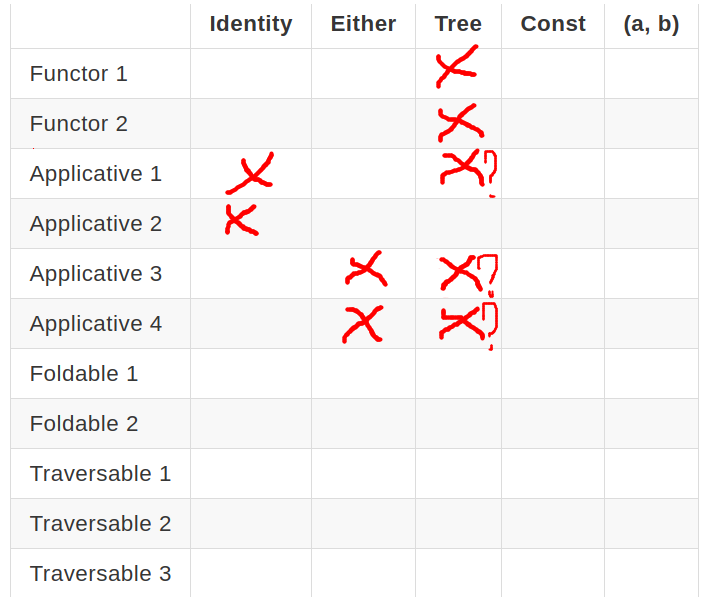 Identity Either Tree Const (a, b)
Functor 1 X
Functor 2 X
Applicative 1 X X?
Applicative 2 X
Applicative 3 X X?
Applicative 4 X X?
Foldable 1
Foldable 2
Traversable 1
Traversable 2
Traversable 3